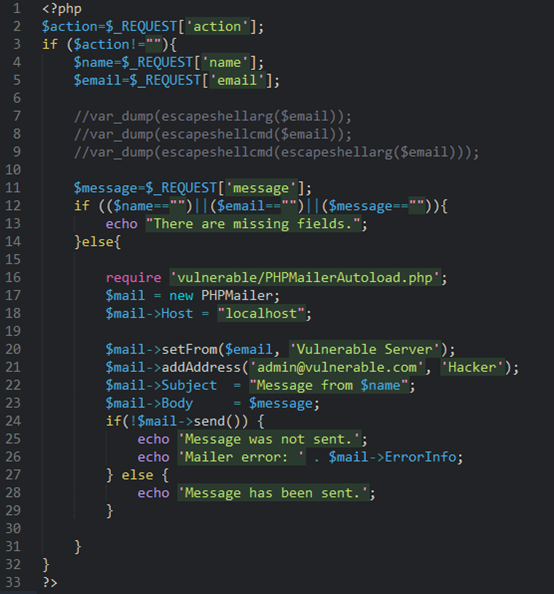 1 <?php
2 $action=$_REQUEST['action'];
3 if ($action!=""){
4     $name=$_REQUEST['name'];
5     $email=$_REQUEST['email'];
6
7     //var_dump(escapeshellarg($email));
8     //var_dump(escapeshellcmd($email));
9     //var_dump(escapeshellcmd(escapeshellarg($email)));
10
11     $message=$_REQUEST['message'];
12     if (($name=="")||($email=="")||($message=="")){
13         echo "There are missing fields.";
14     }else{
15
16         require 'vulnerable/PHPMailerAutoload.php';
17         $mail = new PHPMailer;
18         $mail->Host = "localhost";
19
20         $mail->setFrom($email, 'Vulnerable Server');
21         $mail->addAddress('admin@vulnerable.com', 'Hacker');
22         $mail->Subject  = "Message from $name";
23         $mail->Body     = $message;
24         if(!$mail->send()) {
25             echo 'Message was not sent.';
26             echo 'Mailer error: ' . $mail->ErrorInfo;
27         } else {
28             echo 'Message has been sent.';
29         }
30
31     }
32 }
33 ?>